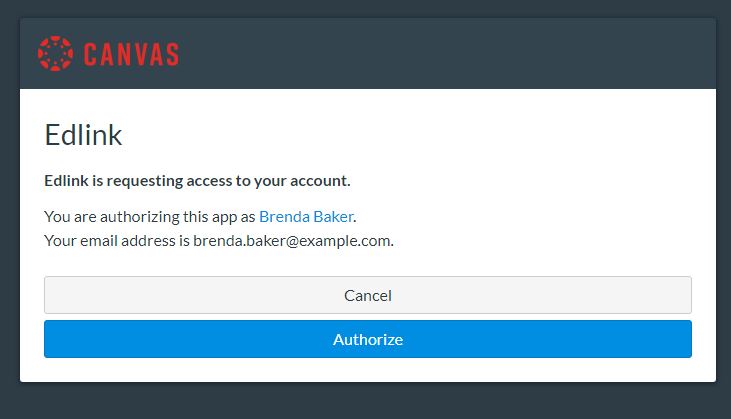 CANVAS
Edlink
Edlink is requesting access to your account.
You are authorizing this app as Brenda Baker.
Your email address is brenda.baker@example.com.
Cancel
Authorize